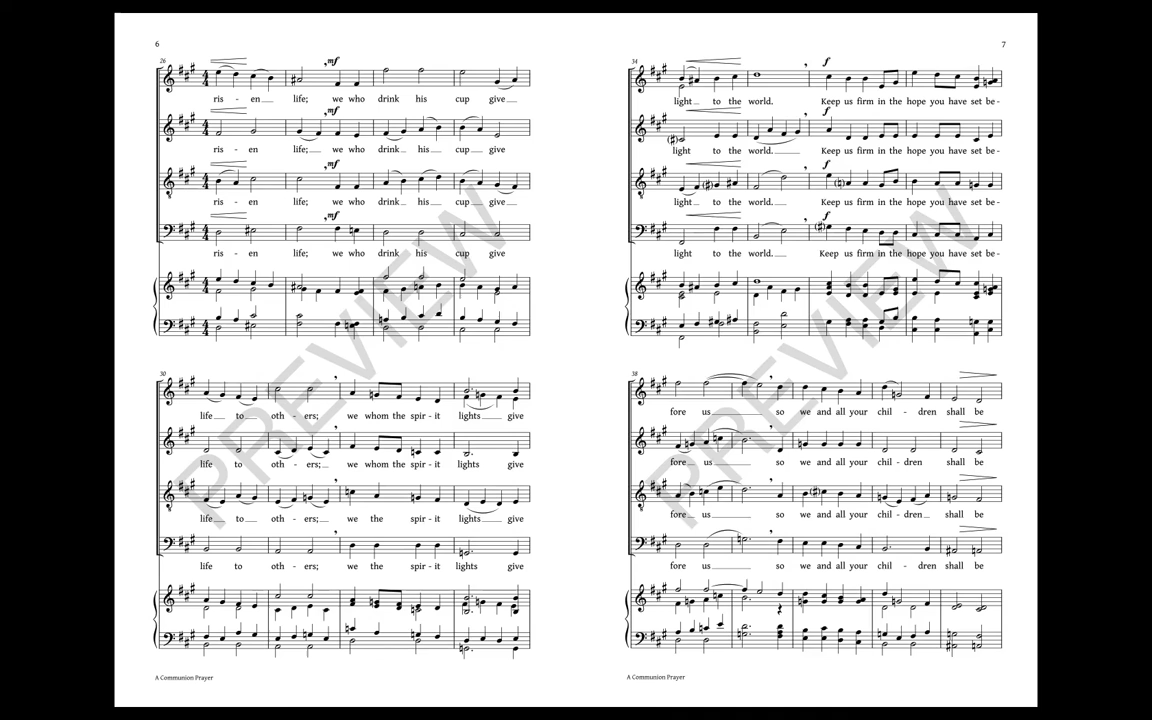 6
26
mf
ris - en life; we who drink his cup give
mf
ris - en life; we who drink his cup give
mf
ris - en life; we who drink his cup give
mf
ris - en life; we who drink his cup give
30
life to oth - ers; we whom the spir - it lights give
life to oth - ers; we whom the spir - it lights give
life to oth - ers; we the spir - it lights give
life to oth - ers; we the spir - it lights give
A Communion Prayer
PREVIEW
7
34
f
light to the world. Keep us firm in the hope you have set be-
f
light to the world. Keep us firm in the hope you have set be-
f
light to the world. Keep us firm in the hope you have set be-
f
light to the world. Keep us firm in the hope you have set be-
38
fore us so we and all your chil - dren shall be
fore us so we and all your chil - dren shall be
fore us so we and all your chil - dren shall be
fore us so we and all your chil - dren shall be
A Communion Prayer
PREVIEW